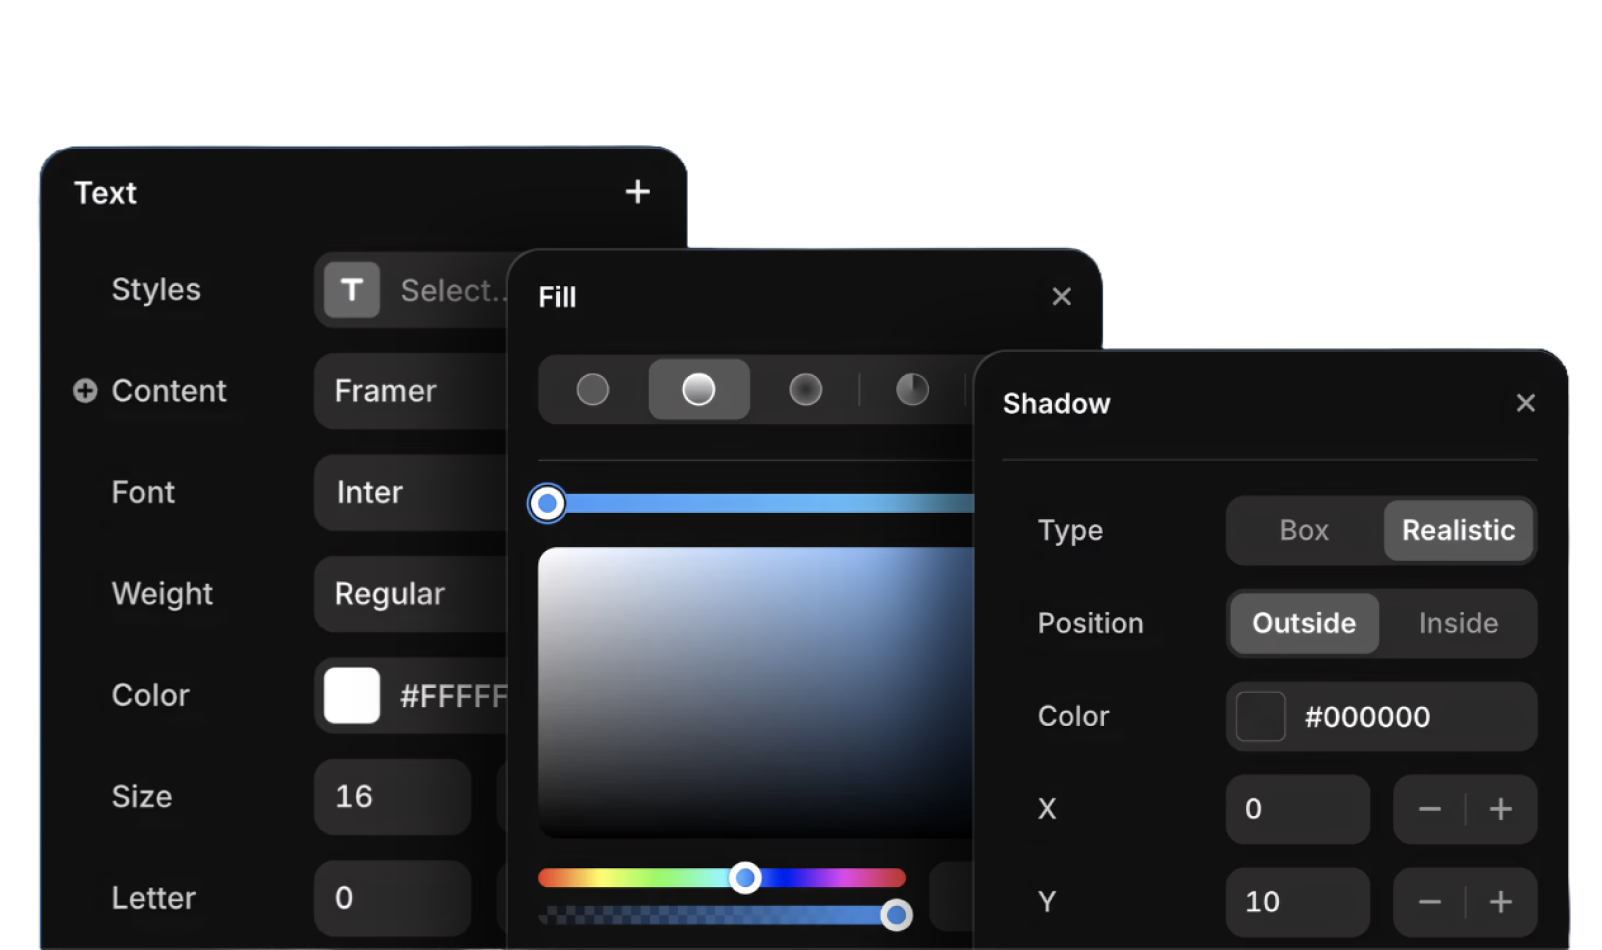 Text
Styles
T Select..
Content
Framer
Font
Inter
Weight
Regular
Color
#FFFFF
Size
16
Letter
0
Fill
Shadow
Type
Box
Realistic
Position
Outside
Inside
Color
#000000
X
0
Y
10